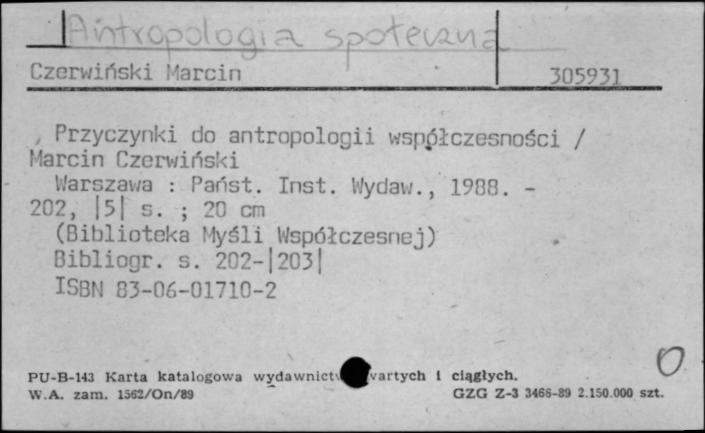 Antropologia społeczna
Czerwiński Marcin 305931
Przyczynki do antropologii współczesności /
Marcin Czerwiński
Warszawa : Państ. Inst. Wydaw., 1988. -
202, |5| s. ; 20 cm
(Biblioteka Myśli Współczesnej)
Bibliogr. s. 202-|203|
ISBN 83-06-01710-2
O
PU-B-143 Karta katalogowa wydawnict wartych i ciągłych.
W.A. zam. 1562/On/89 GZG Z-3 3466-89 2.150.000 szt.